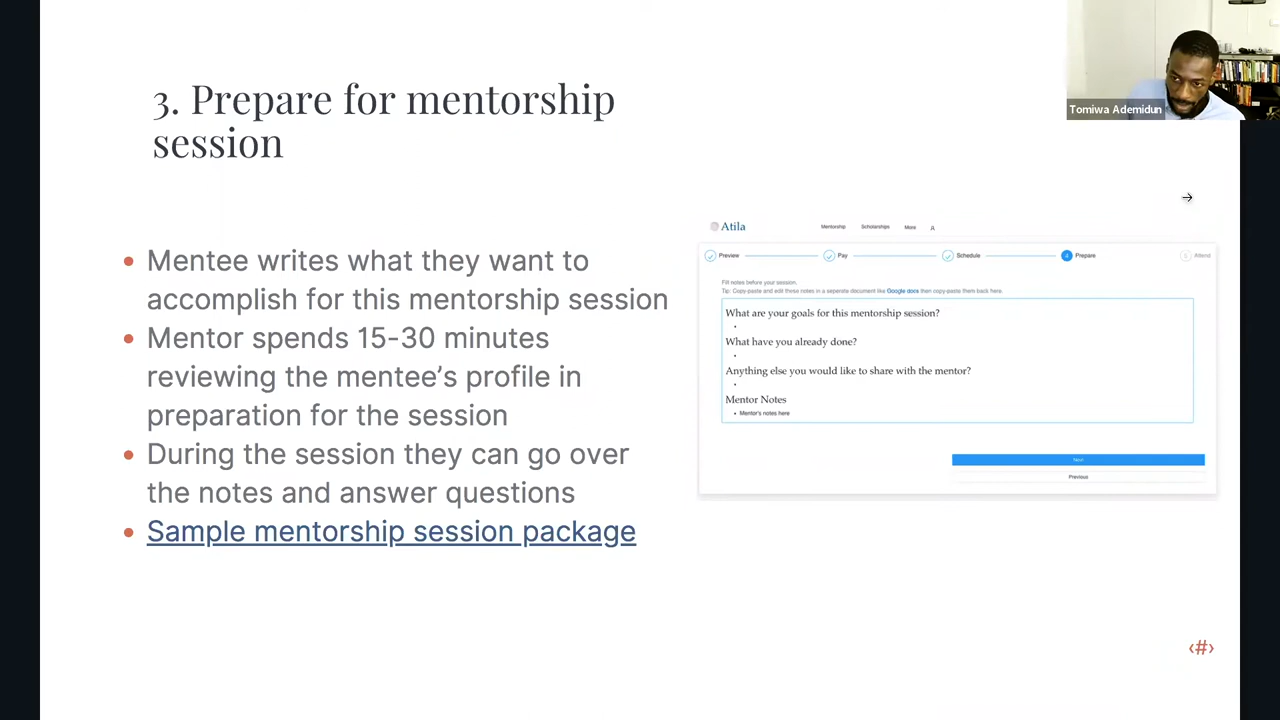 3. Prepare for mentorship
session
Tomiwa Ademidun
• Mentee writes what they want to
accomplish for this mentorship session
• Mentor spends 15-30 minutes
reviewing the mentee’s profile in
preparation for the session
• During the session they can go over
the notes and answer questions
• Sample mentorship session package
Atila
Mentorship Scholarships More
Preview Pay Schedule 4 Prepare 5 Attend
Fill notes before your session.
Tip: Copy-paste and edit these notes in a seperate document like Google docs then copy-paste them back here.
What are your goals for this mentorship session?
•
What have you already done?
•
Anything else you would like to share with the mentor?
•
Mentor Notes
• Mentor's notes here
Next
Previous
‹#›